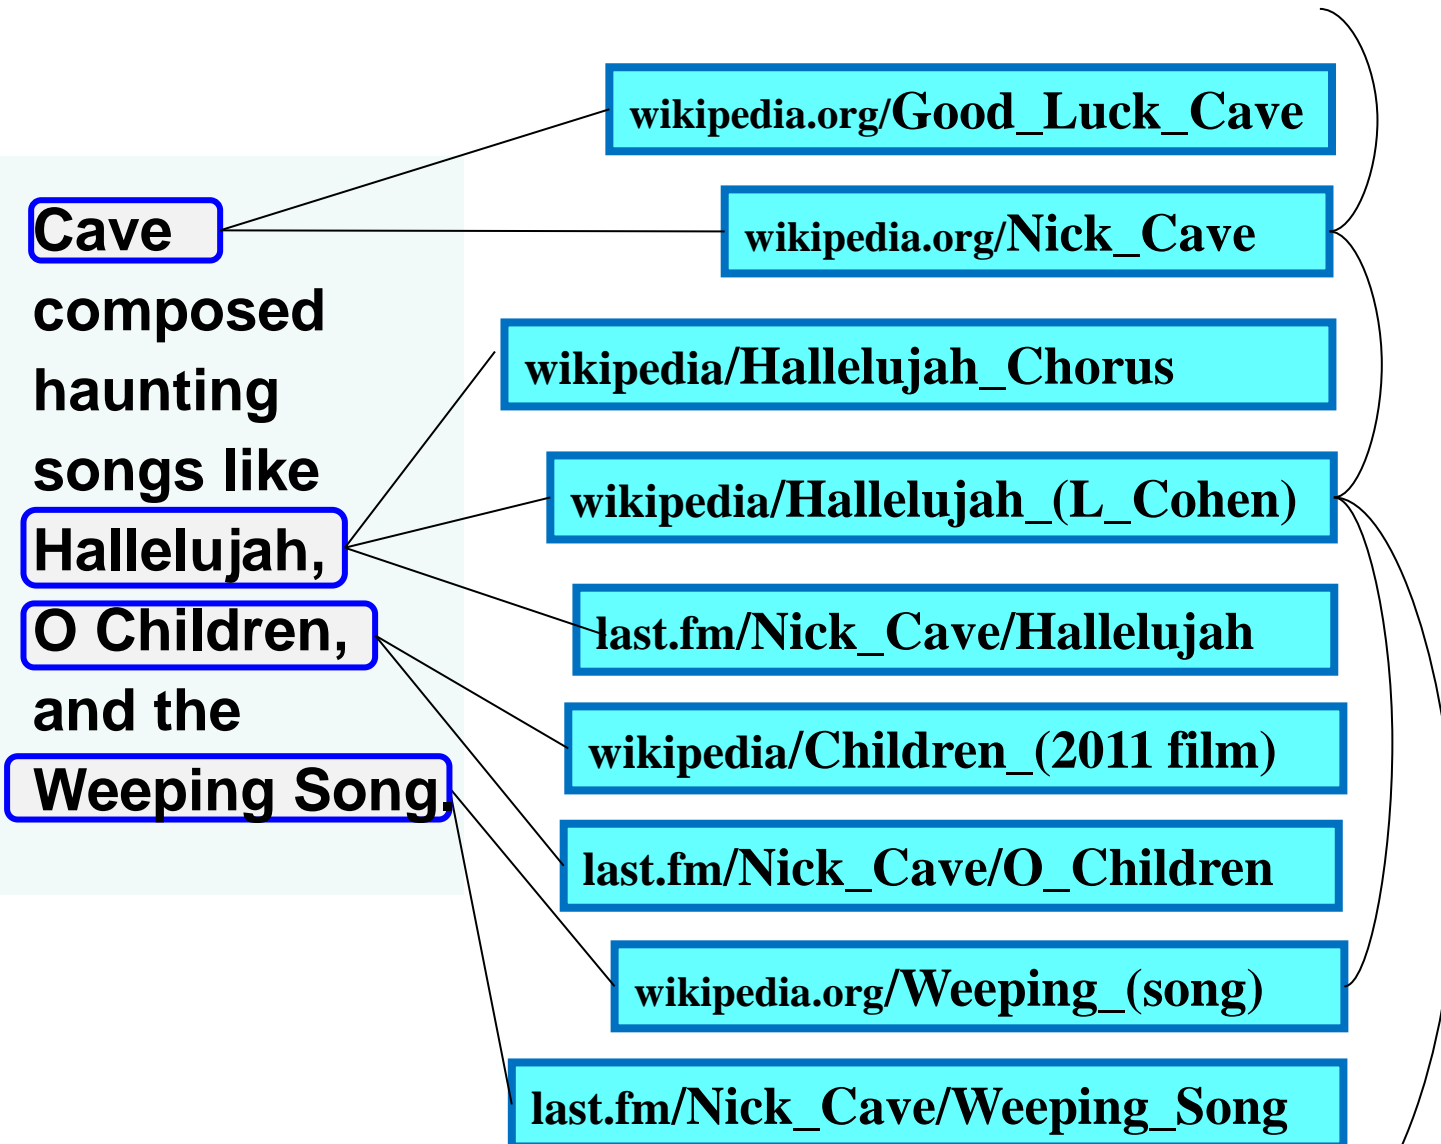 Cave
composed
haunting
songs like
Hallelujah,
O Children,
and the
Weeping Song.
wikipedia.org/Good_Luck_Cave
wikipedia.org/Nick_Cave
wikipedia/Hallelujah_Chorus
wikipedia/Hallelujah_(L_Cohen)
last.fm/Nick_Cave/Hallelujah
wikipedia/Children_(2011 film)
last.fm/Nick_Cave/O_Children
wikipedia.org/Weeping_(song)
last.fm/Nick_Cave/Weeping_Song